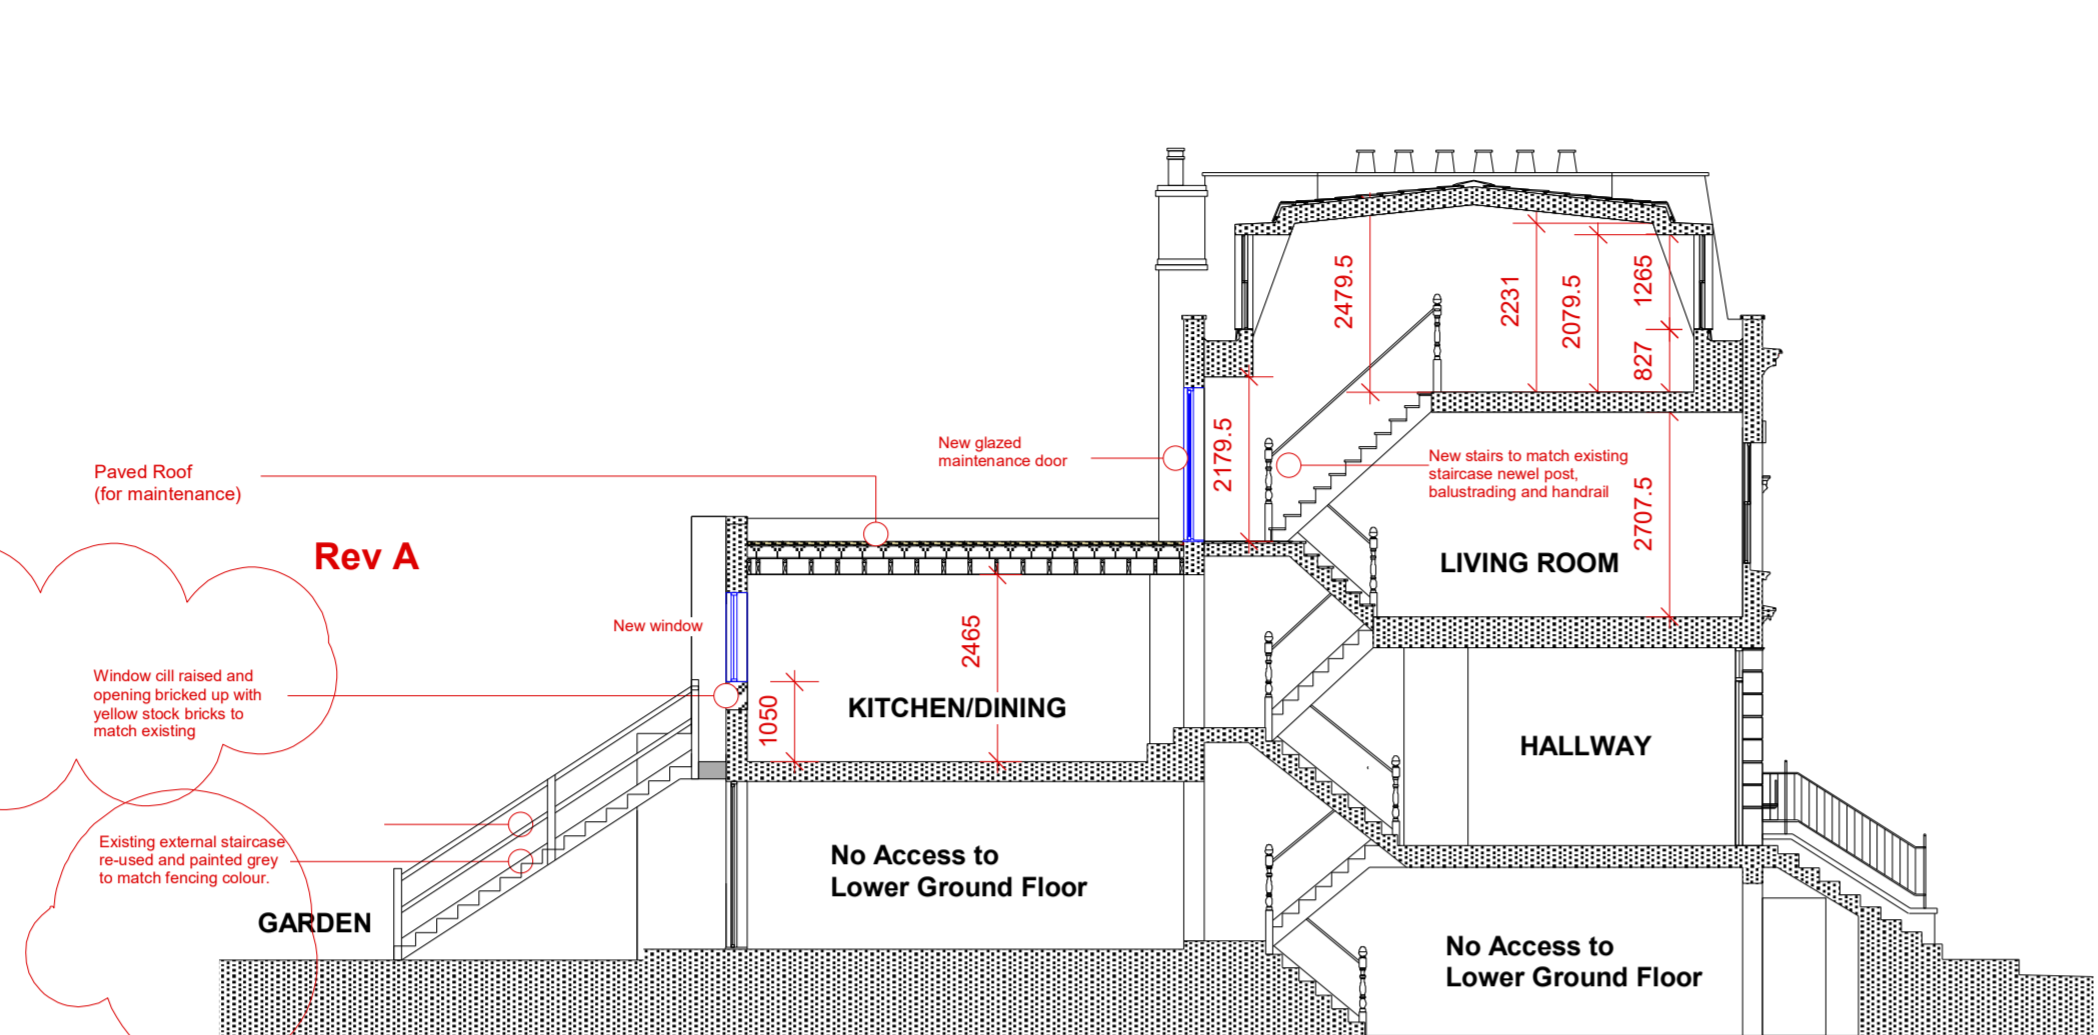 2479.5
2231
2079.5
1265
827
New glazed
maintenance door
2179.5
New stairs to match existing
staircase newel post,
balustrading and handrail
2707.5
LIVING ROOM
Paved Roof
(for maintenance)
Rev A
New window
2465
1050
KITCHEN/DINING
Window cill raised and
opening bricked up with
yellow stock bricks to
match existing
HALLWAY
Existing external staircase
re-used and painted grey
to match fencing colour.
GARDEN
No Access to
Lower Ground Floor
No Access to
Lower Ground Floor